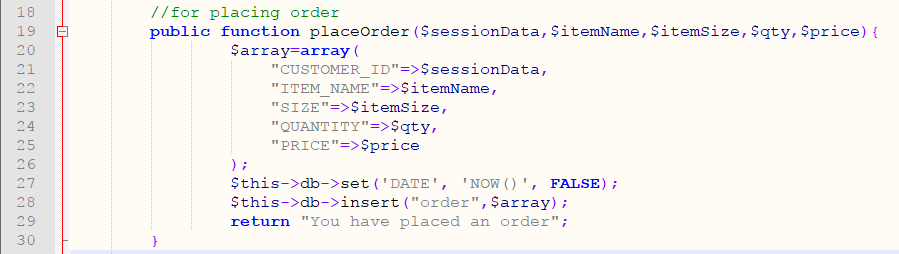 18 //for placing order
19 public function placeOrder($sessionData,$itemName,$itemSize,$qty,$price){
20 $array=array(
21 "CUSTOMER_ID"=>$sessionData,
22 "ITEM_NAME"=>$itemName,
23 "SIZE"=>$itemSize,
24 "QUANTITY"=>$qty,
25 "PRICE"=>$price
26 );
27 $this->db->set('DATE', 'NOW()', FALSE);
28 $this->db->insert("order",$array);
29 return "You have placed an order";
30 }